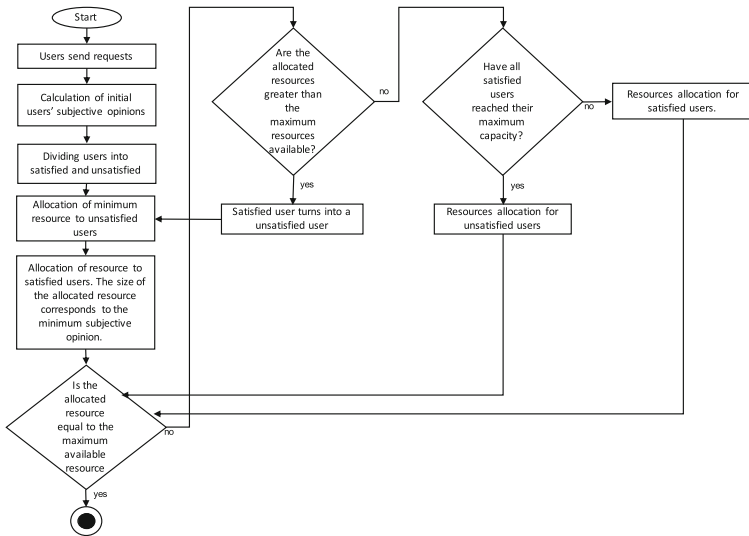 Start
Users send requests
Calculation of initial
users' subjective opinions
Dividing users into
satisfied and unsatisfied
Allocation of minimum
resource to unsatisfied
users
Allocation of resource to
satisfied users. The size of
the allocated resource
corresponds to the
minimum subjective
opinion.
Is the
allocated
resource
equal to the
maximum
available
resource
no
yes
Are the
allocated
resources
greater than
the
maximum
resources
available?
no
yes
Satisfied user turns into a
unsatisfied user
Have all
satisfied
users
reached their
maximum
capacity?
no
yes
Resources allocation for
unsatisfied users
Resources allocation for
satisfied users.